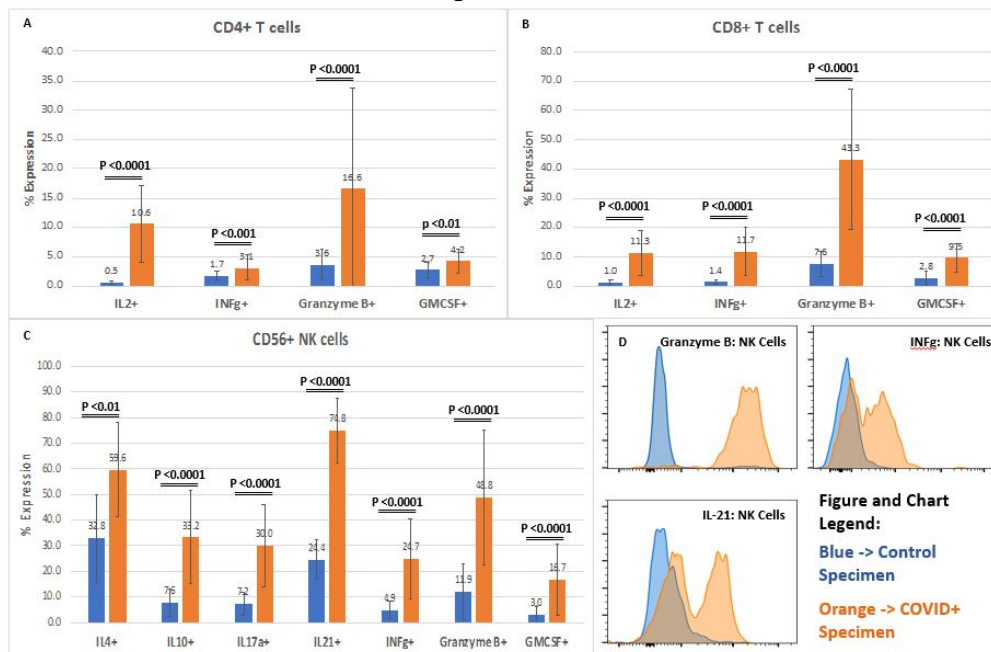 A
CD4+ T cells
40.0
35.0
30.0
25.0
20.0
15.0
10.0
5.0
0.0
% Expression
P <0.0001
P <0.001
P <0.0001
p <0.01
0.5
10.6
1.7
3.1
3.6
16.6
2.7
4.2
IL2+
INFg+
Granzyme B+
GMCSF+
B
CD8+ T cells
80.0
70.0
60.0
50.0
40.0
30.0
20.0
10.0
0.0
% Expression
P <0.0001
P <0.0001
P <0.0001
P <0.0001
1.0
11.3
1.4
11.7
43.3
2.8
9.5
IL2+
INFg+
Granzyme B+
GMCSF+
C
CD56+ NK cells
100.0
90.0
80.0
70.0
60.0
50.0
40.0
30.0
20.0
10.0
0.0
% Expression
P <0.01
P <0.0001
P <0.0001
P <0.0001
P <0.0001
P <0.0001
P <0.0001
32.8
59.6
7.6
33.2
7.2
30.0
24.4
74.8
4.9
24.7
11.9
48.8
3.0
16.7
IL4+
IL10+
IL17a+
IL21+
INFg+
Granzyme B+
GMCSF+
D
Granzyme B: NK Cells
INFg: NK Cells
IL-21: NK Cells
Figure and Chart
Legend:
Blue -> Control
Specimen
Orange -> COVID+
Specimen